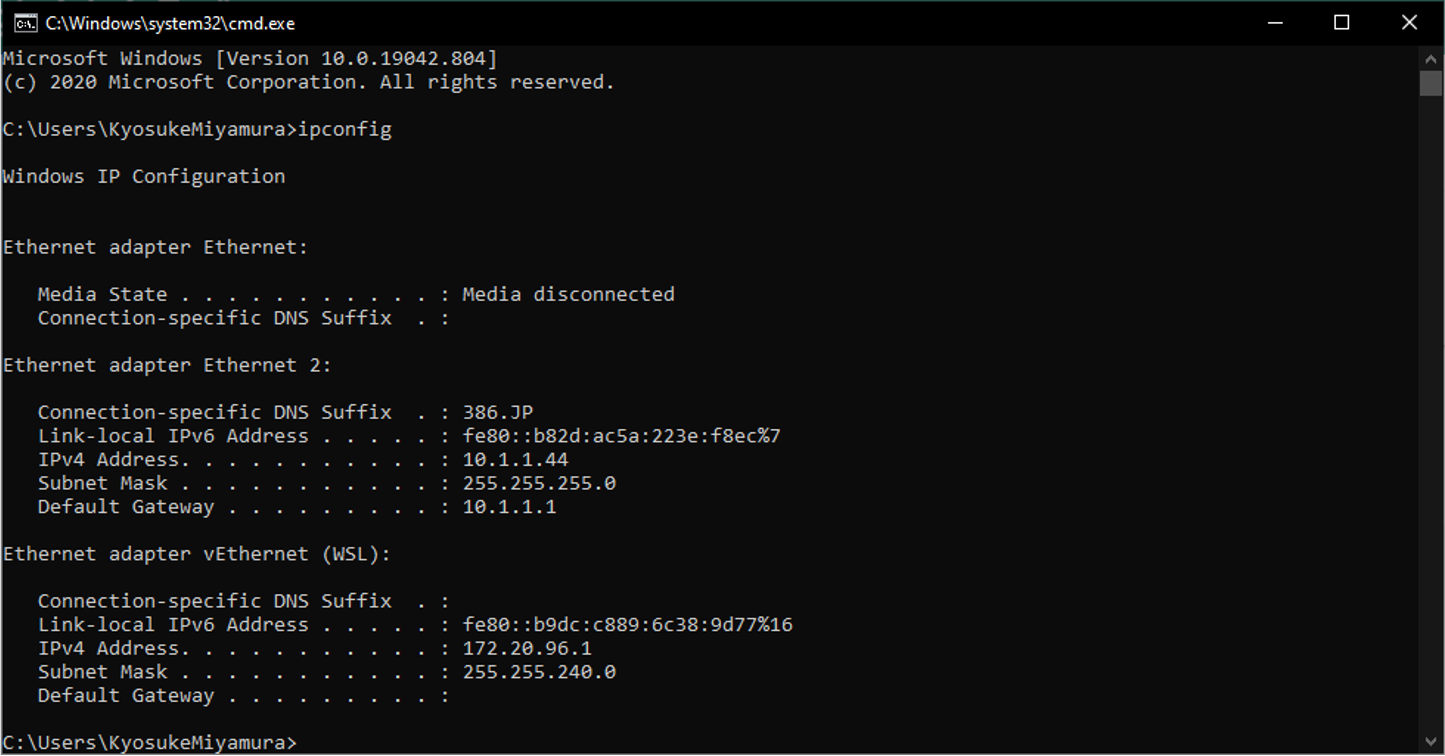 C:\Windows\system32\cmd.exe
Microsoft Windows [Version 10.0.19042.804]
(c) 2020 Microsoft Corporation. All rights reserved.
C:\Users\KyosukeMiyamura>ipconfig
Windows IP Configuration
Ethernet adapter Ethernet:
Media State . . . . . . . . . . . : Media disconnected
Connection-specific DNS Suffix  . :
Ethernet adapter Ethernet 2:
Connection-specific DNS Suffix  . : 386.JP
Link-local IPv6 Address . . . . . : fe80::b82d:ac5a:223e:f8ec%7
IPv4 Address. . . . . . . . . . . : 10.1.1.44
Subnet Mask . . . . . . . . . . . : 255.255.255.0
Default Gateway . . . . . . . . . : 10.1.1.1
Ethernet adapter vEthernet (WSL):
Connection-specific DNS Suffix  . :
Link-local IPv6 Address . . . . . : fe80::b9dc:c889:6c38:9d77%16
IPv4 Address. . . . . . . . . . . : 172.20.96.1
Subnet Mask . . . . . . . . . . . : 255.255.240.0
Default Gateway . . . . . . . . . :
C:\Users\KyosukeMiyamura>